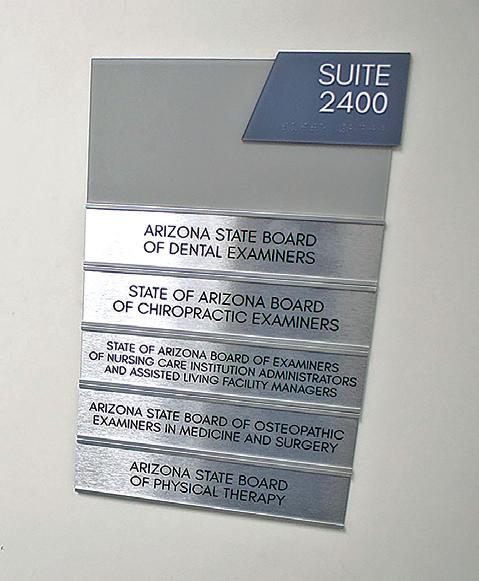 SUITE
2400
ARIZONA STATE BOARD
OF DENTAL EXAMINERS
STATE OF ARIZONA BOARD
OF CHIROPRACTIC EXAMINERS
STATE OF ARIZONA BOARD OF EXAMINERS
OF NURSING CARE INSTITUTION ADMINISTRATORS
AND ASSISTED LIVING FACILITY MANAGERS
ARIZONA STATE BOARD OF OSTEOPATHIC
EXAMINERS IN MEDICINE AND SURGERY
ARIZONA STATE BOARD
OF PHYSICAL THERAPY